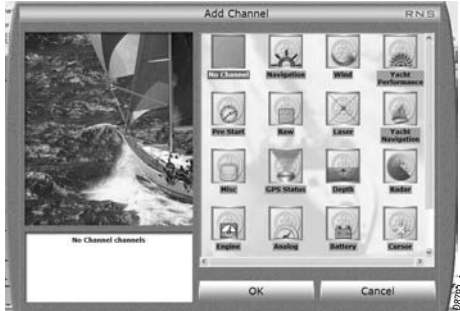 Add Channel
RNS
No Channel
Navigation
Wind
Yacht
Performance
Pre Start
Raw
Laser
Yacht
Navigation
Misc
GPS Status
Depth
Radar
Engine
Analog
Battery
Cursor
No Channel channels
OK
Cancel